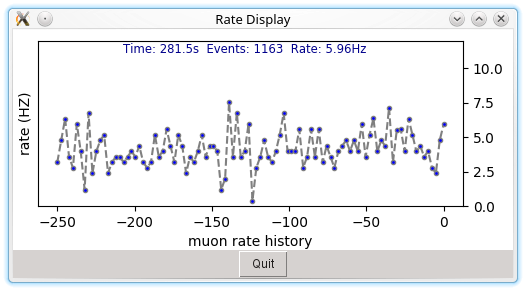 Rate Display
Time: 281.5s  Events: 1163  Rate: 5.96Hz
rate (HZ)
10.0
7.5
5.0
2.5
0.0
−250 −200 −150 −100 −50 0
muon rate history
Quit